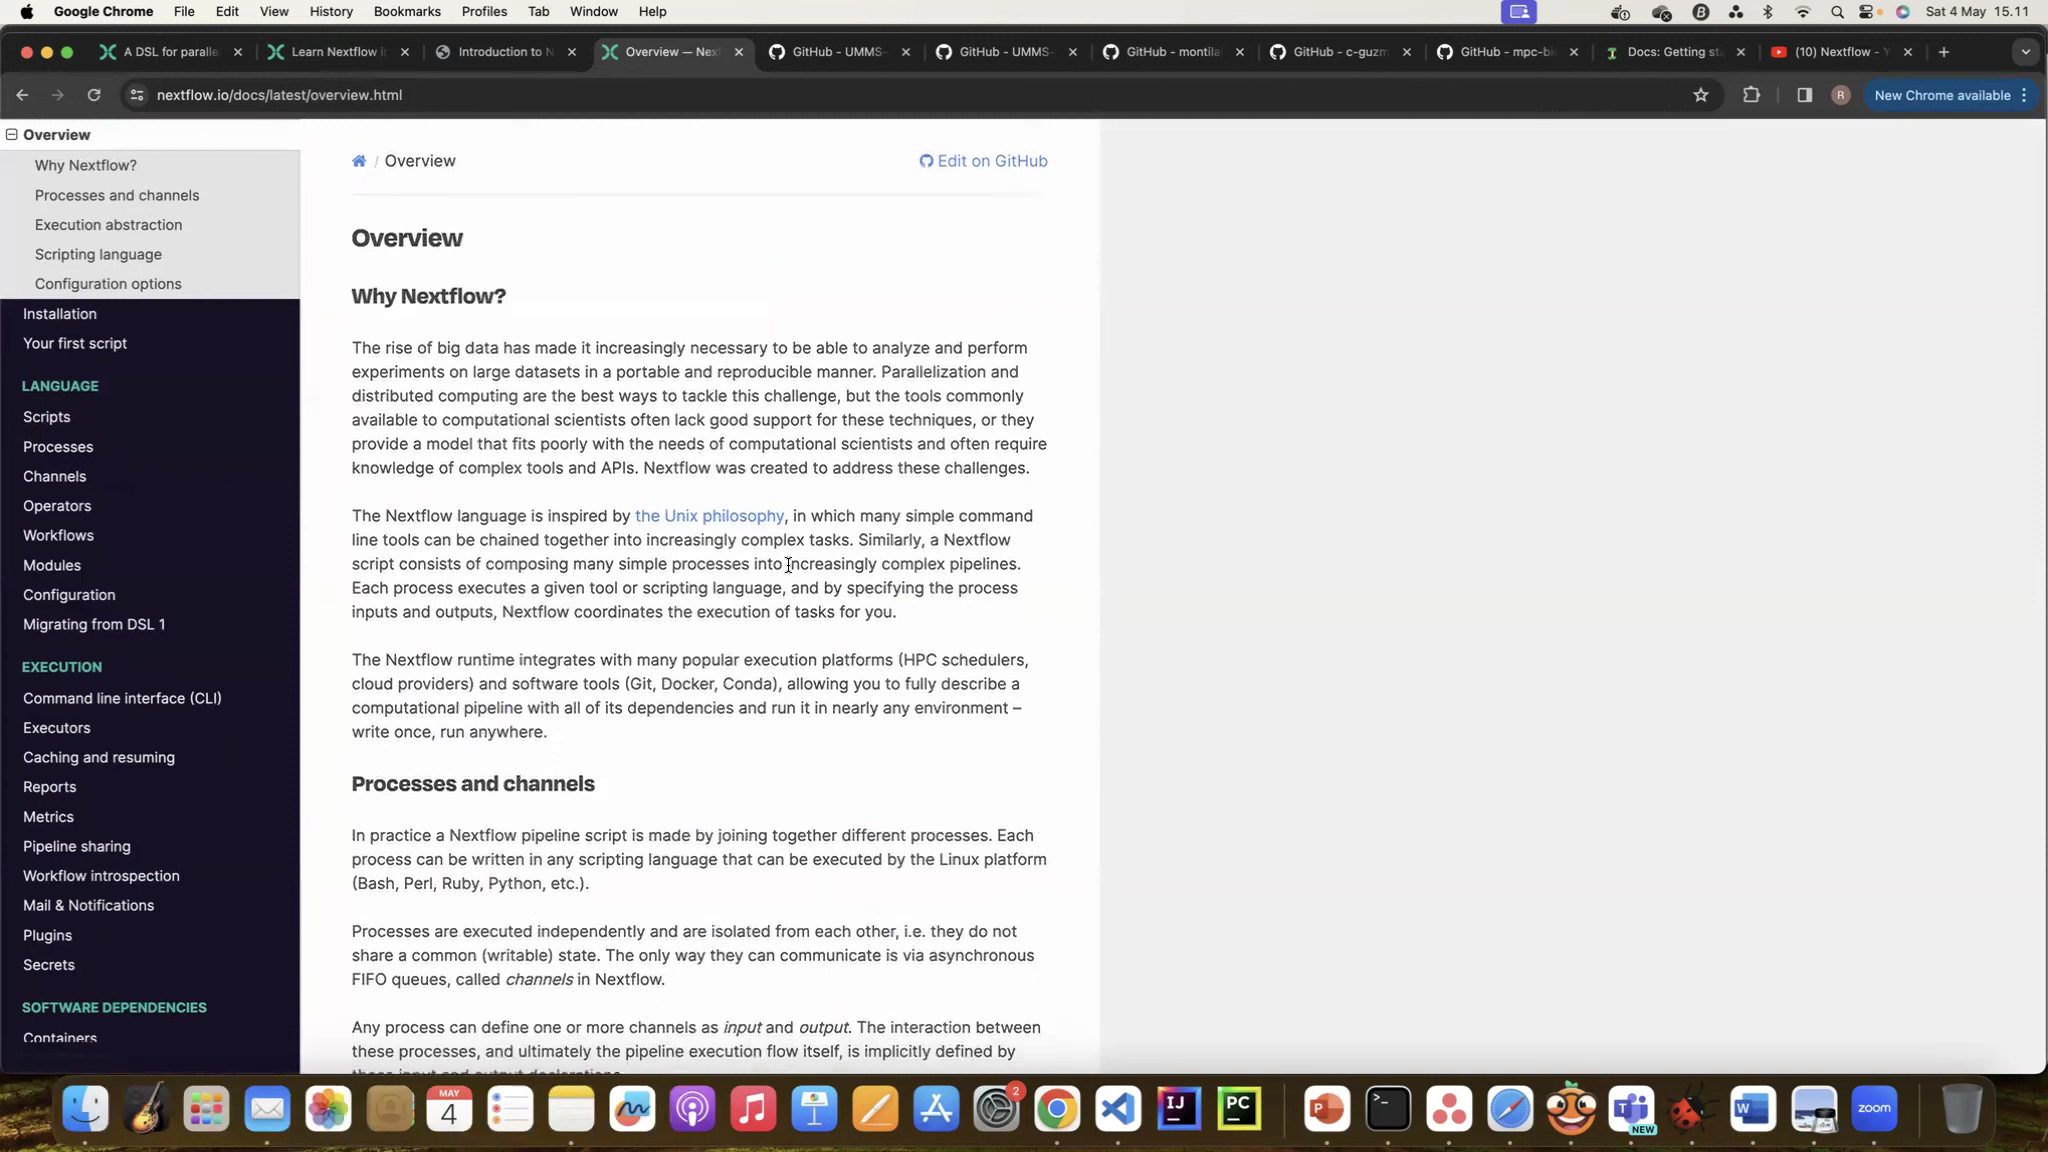 Google Chrome File Edit View History Bookmarks Profiles Tab Window Help Sat 4 May 15.11
A DSL for paralle Learn Nextflow i Introduction to N Overview — Nex GitHub - UMMS- GitHub - UMMS- GitHub - montila GitHub - c-guzm GitHub - mpc-bi Docs: Getting sta (10) Nextflow - Y
nextflow.io/docs/latest/overview.html R New Chrome available
Overview
Why Nextflow?
Processes and channels
Execution abstraction
Scripting language
Configuration options
Installation
Your first script
LANGUAGE
Scripts
Processes
Channels
Operators
Workflows
Modules
Configuration
Migrating from DSL 1
EXECUTION
Command line interface (CLI)
Executors
Caching and resuming
Reports
Metrics
Pipeline sharing
Workflow introspection
Mail & Notifications
Plugins
Secrets
SOFTWARE DEPENDENCIES
Containers
/ Overview Edit on GitHub
Overview
Why Nextflow?
The rise of big data has made it increasingly necessary to be able to analyze and perform
experiments on large datasets in a portable and reproducible manner. Parallelization and
distributed computing are the best ways to tackle this challenge, but the tools commonly
available to computational scientists often lack good support for these techniques, or they
provide a model that fits poorly with the needs of computational scientists and often require
knowledge of complex tools and APIs. Nextflow was created to address these challenges.
The Nextflow language is inspired by the Unix philosophy, in which many simple command
line tools can be chained together into increasingly complex tasks. Similarly, a Nextflow
script consists of composing many simple processes into increasingly complex pipelines.
Each process executes a given tool or scripting language, and by specifying the process
inputs and outputs, Nextflow coordinates the execution of tasks for you.
The Nextflow runtime integrates with many popular execution platforms (HPC schedulers,
cloud providers) and software tools (Git, Docker, Conda), allowing you to fully describe a
computational pipeline with all of its dependencies and run it in nearly any environment –
write once, run anywhere.
Processes and channels
In practice a Nextflow pipeline script is made by joining together different processes. Each
process can be written in any scripting language that can be executed by the Linux platform
(Bash, Perl, Ruby, Python, etc.).
Processes are executed independently and are isolated from each other, i.e. they do not
share a common (writable) state. The only way they can communicate is via asynchronous
FIFO queues, called channels in Nextflow.
Any process can define one or more channels as input and output. The interaction between
these processes, and ultimately the pipeline execution flow itself, is implicitly defined by
these input and output declarations.
MAY
4 2 IJ PC P >_ NEW W zoom